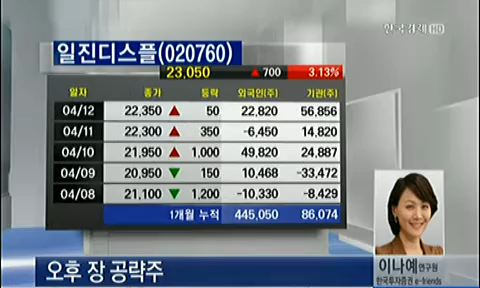 한국경제 HD
일진디스플(020760)
23,050 ▲ 700 3.13%
일자 종가 등락 외국인(주) 기관(주)
04/12 22,350 ▲ 50 22,820 56,856
04/11 22,300 ▲ 350 -6,450 14,820
04/10 21,950 ▲ 1,000 49,820 24,887
04/09 20,950 ▼ 150 10,468 -33,472
04/08 21,100 ▼ 1,200 -10,330 -8,429
1개월 누적 445,050 86,074
오후 장 공략주
이나예 연구원
한국투자증권 e-friends